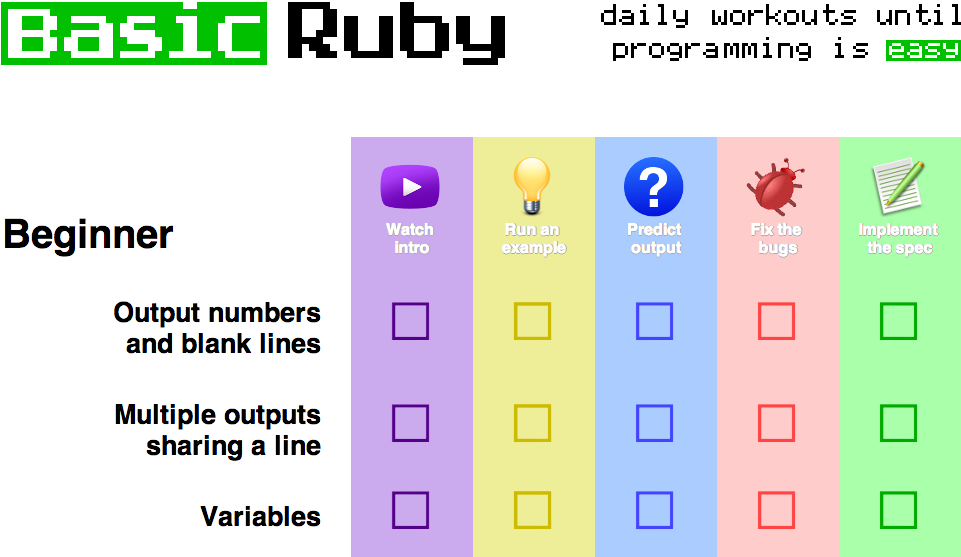 Basic Ruby
daily workouts until
programming is easy
Beginner
Watch
intro
Run an
example
Predict
output
Fix the
bugs
Implement
the spec
Output numbers
and blank lines
Multiple outputs
sharing a line
Variables